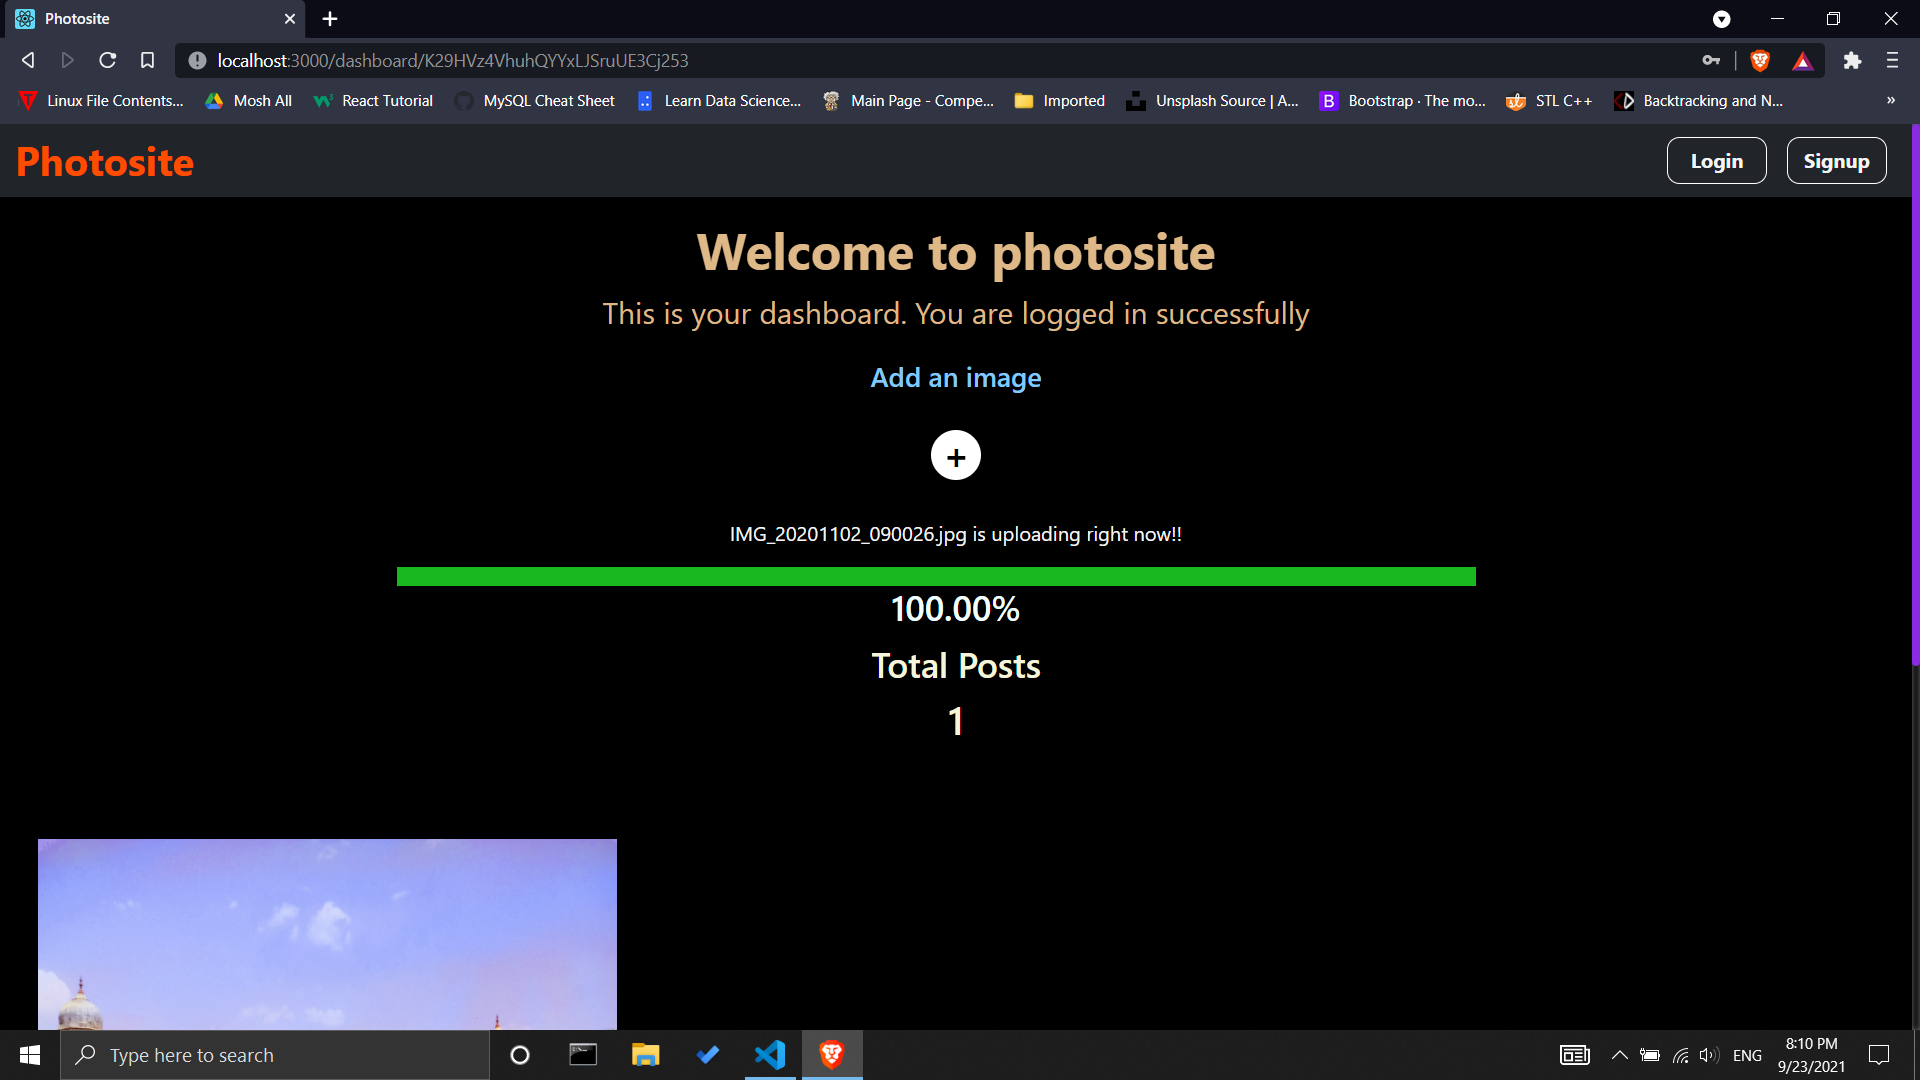 Photosite
localhost:3000/dashboard/K29HVz4VhuhQYYxLJSruUE3Cj253
Linux File Contents... Mosh All React Tutorial MySQL Cheat Sheet Learn Data Science... Main Page - Compe... Imported Unsplash Source | A... B Bootstrap · The mo... STL C++ Backtracking and N... »
Photosite Login Signup
Welcome to photosite
This is your dashboard. You are logged in successfully
Add an image
+
IMG_20201102_090026.jpg is uploading right now!!
100.00%
Total Posts
1
Type here to search ENG 8:10 PM
9/23/2021